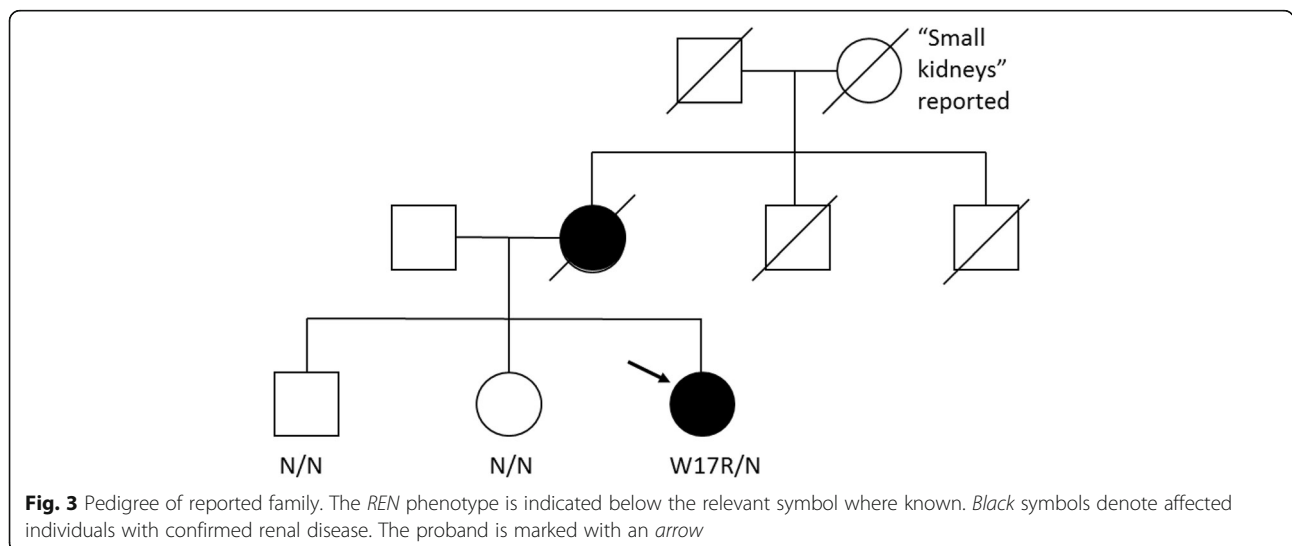 "Small
kidneys"
reported
N/N
N/N
W17R/N
Fig. 3 Pedigree of reported family. The REN phenotype is indicated below the relevant symbol where known. Black symbols denote affected
individuals with confirmed renal disease. The proband is marked with an arrow